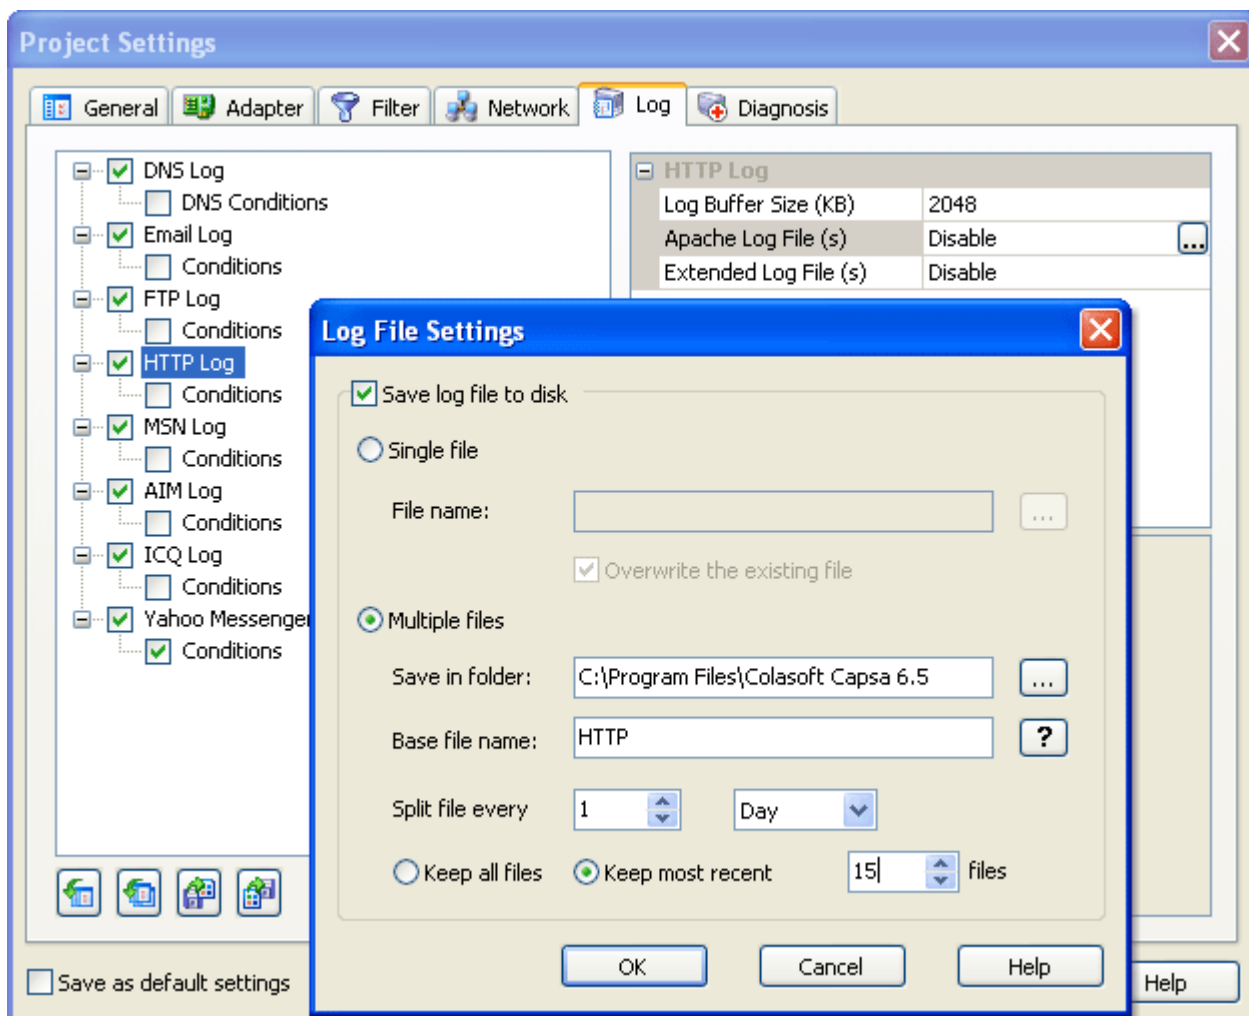 Project Settings
General Adapter Filter Network Log Diagnosis
DNS Log
DNS Conditions
Email Log
Conditions
FTP Log
Conditions
HTTP Log
Conditions
MSN Log
Conditions
AIM Log
Conditions
ICQ Log
Conditions
Yahoo Messenger
Conditions
HTTP Log
Log Buffer Size (KB) 2048
Apache Log File (s) Disable ...
Extended Log File (s) Disable
Log File Settings
Save log file to disk
Single file
File name: ...
Overwrite the existing file
Multiple files
Save in folder: C:\Program Files\Colasoft Capsa 6.5 ...
Base file name: HTTP ?
Split file every 1 Day
Keep all files Keep most recent 15 files
OK Cancel Help
Save as default settings Help